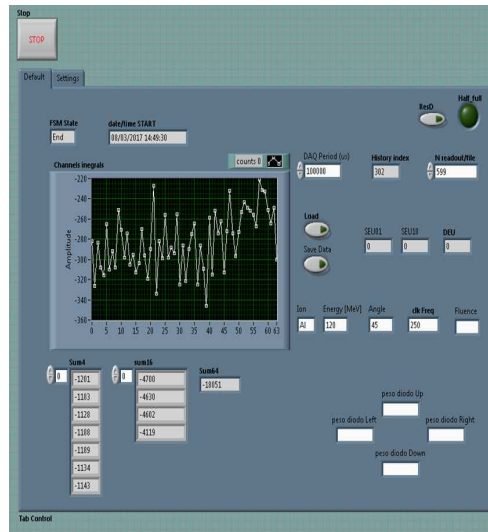 Stop
STOP
Default Settings
ResD Half_full
FSM State date/time START
End 08/03/2017 14:49:30
Channels inegrals counts 0
DAQ Period (us) History index N readout/file
100000 302 599
-220
-240
-260
-280
-300
-320
-340
-360
Amplitude
0 5 10 15 20 25 30 35 40 45 50 55 60 63
Load
Save Data
SEU01 SEU10 DEU
0 0 0
Ion Energy [MeV] Angle clk Freq Fluence
Al 120 45 250
Sum4 sum16 Sum64
0 -1201 0 -4700 -18051
-1183 -4630
-1128 -4602
-1188 -4119
-1189
-1134
-1143
peso diodo Up
peso diodo Left peso diodo Right
peso diodo Down
Tab Control